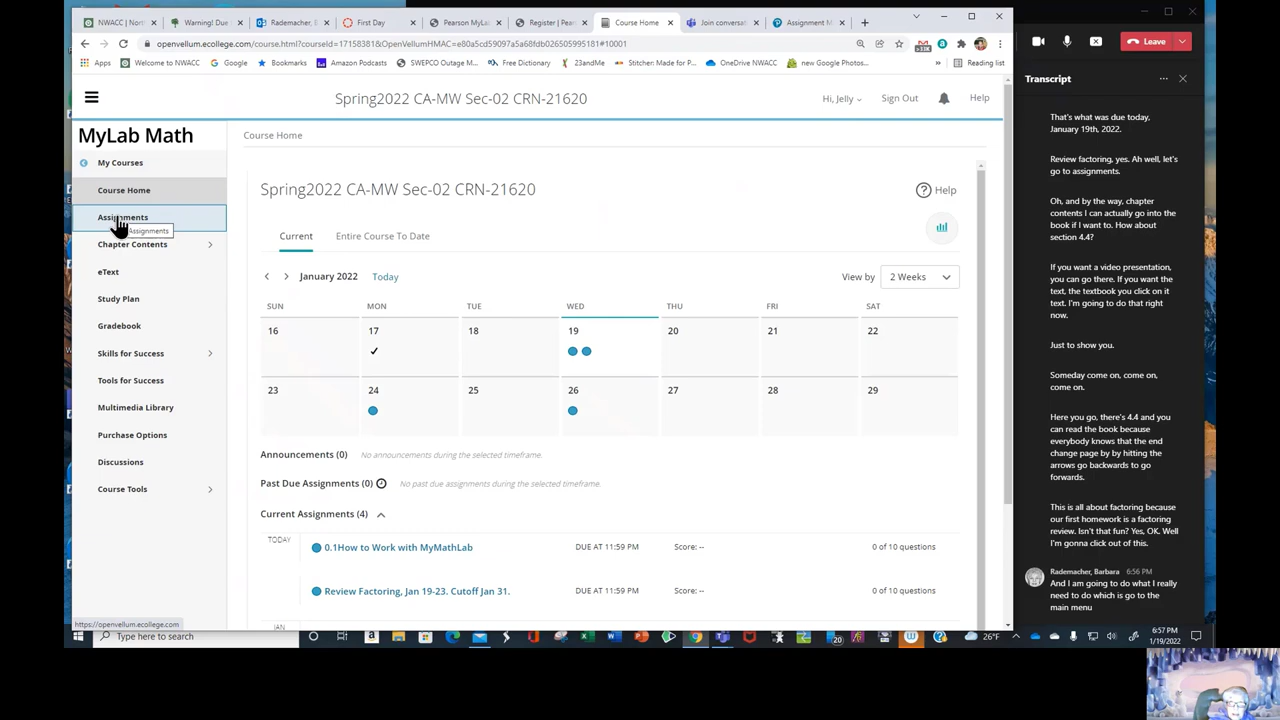 NWACC | North
Warning! Due
Rademacher, B
First Day
Pearson MyLa
Register | Pears
Course Home
Join conversati
Assignment M
openvellum.ecollege.com/course.html?courseId=17158381&OpenVellumHMAC=
Apps
Welcome to NWACC
Google
Bookmarks
Amazon Podcasts
SWEPCO Outage M...
Free Dictionary
23andMe
Stitcher: Made for P...
OneDrive NWACC
new Google Photos...
»
Reading list
Spring2022 CA-MW Sec-02 CRN-21620
Hi, Jelly
Sign Out
Help
MyLab Math
My Courses
Course Home
Assignments
Assignments
Chapter Contents
eText
Study Plan
Gradebook
Skills for Success
Tools for Success
Multimedia Library
Purchase Options
Discussions
Course Tools
https://openvellum.ecollege.com
Course Home
Spring2022 CA-MW Sec-02 CRN-21620
Help
Current
Entire Course To Date
January 2022
Today
View by
2 Weeks
SUN MON TUE WED THU FRI SAT
16 17 18 19 20 21 22
23 24 25 26 27 28 29
Announcements (0) No announcements during the selected timeframe.
Past Due Assignments (0) No past due assignments during the selected timeframe.
Current Assignments (4)
TODAY
0.1How to Work with MyMathLab DUE AT 11:59 PM Score: -- 0 of 10 questions
Review Factoring, Jan 19-23. Cutoff Jan 31. DUE AT 11:59 PM Score: -- 0 of 10 questions
JAN
Type here to search
20
26°F
6:57 PM
1/19/2022
Leave
Transcript
That's what was due today,
January 19th, 2022.
Review factoring, yes. Ah well, let's
go to assignments.
Oh, and by the way, chapter
contents I can actually go into the
book if I want to. How about
section 4.4?
If you want a video presentation,
you can go there. If you want the
text, the textbook you click on it
text. I'm going to do that right
now.
Just to show you.
Someday come on, come on,
come on.
Here you go, there's 4.4 and you
can read the book because
everybody knows that the end
change page by by hitting the
arrows go backwards to go
forwards.
This is all about factoring because
our first homework is a factoring
review. Isn't that fun? Yes, OK. Well
I'm gonna click out of this.
Rademacher, Barbara 6:56 PM
And I am going to do what I really
need to do which is go to the
main menu